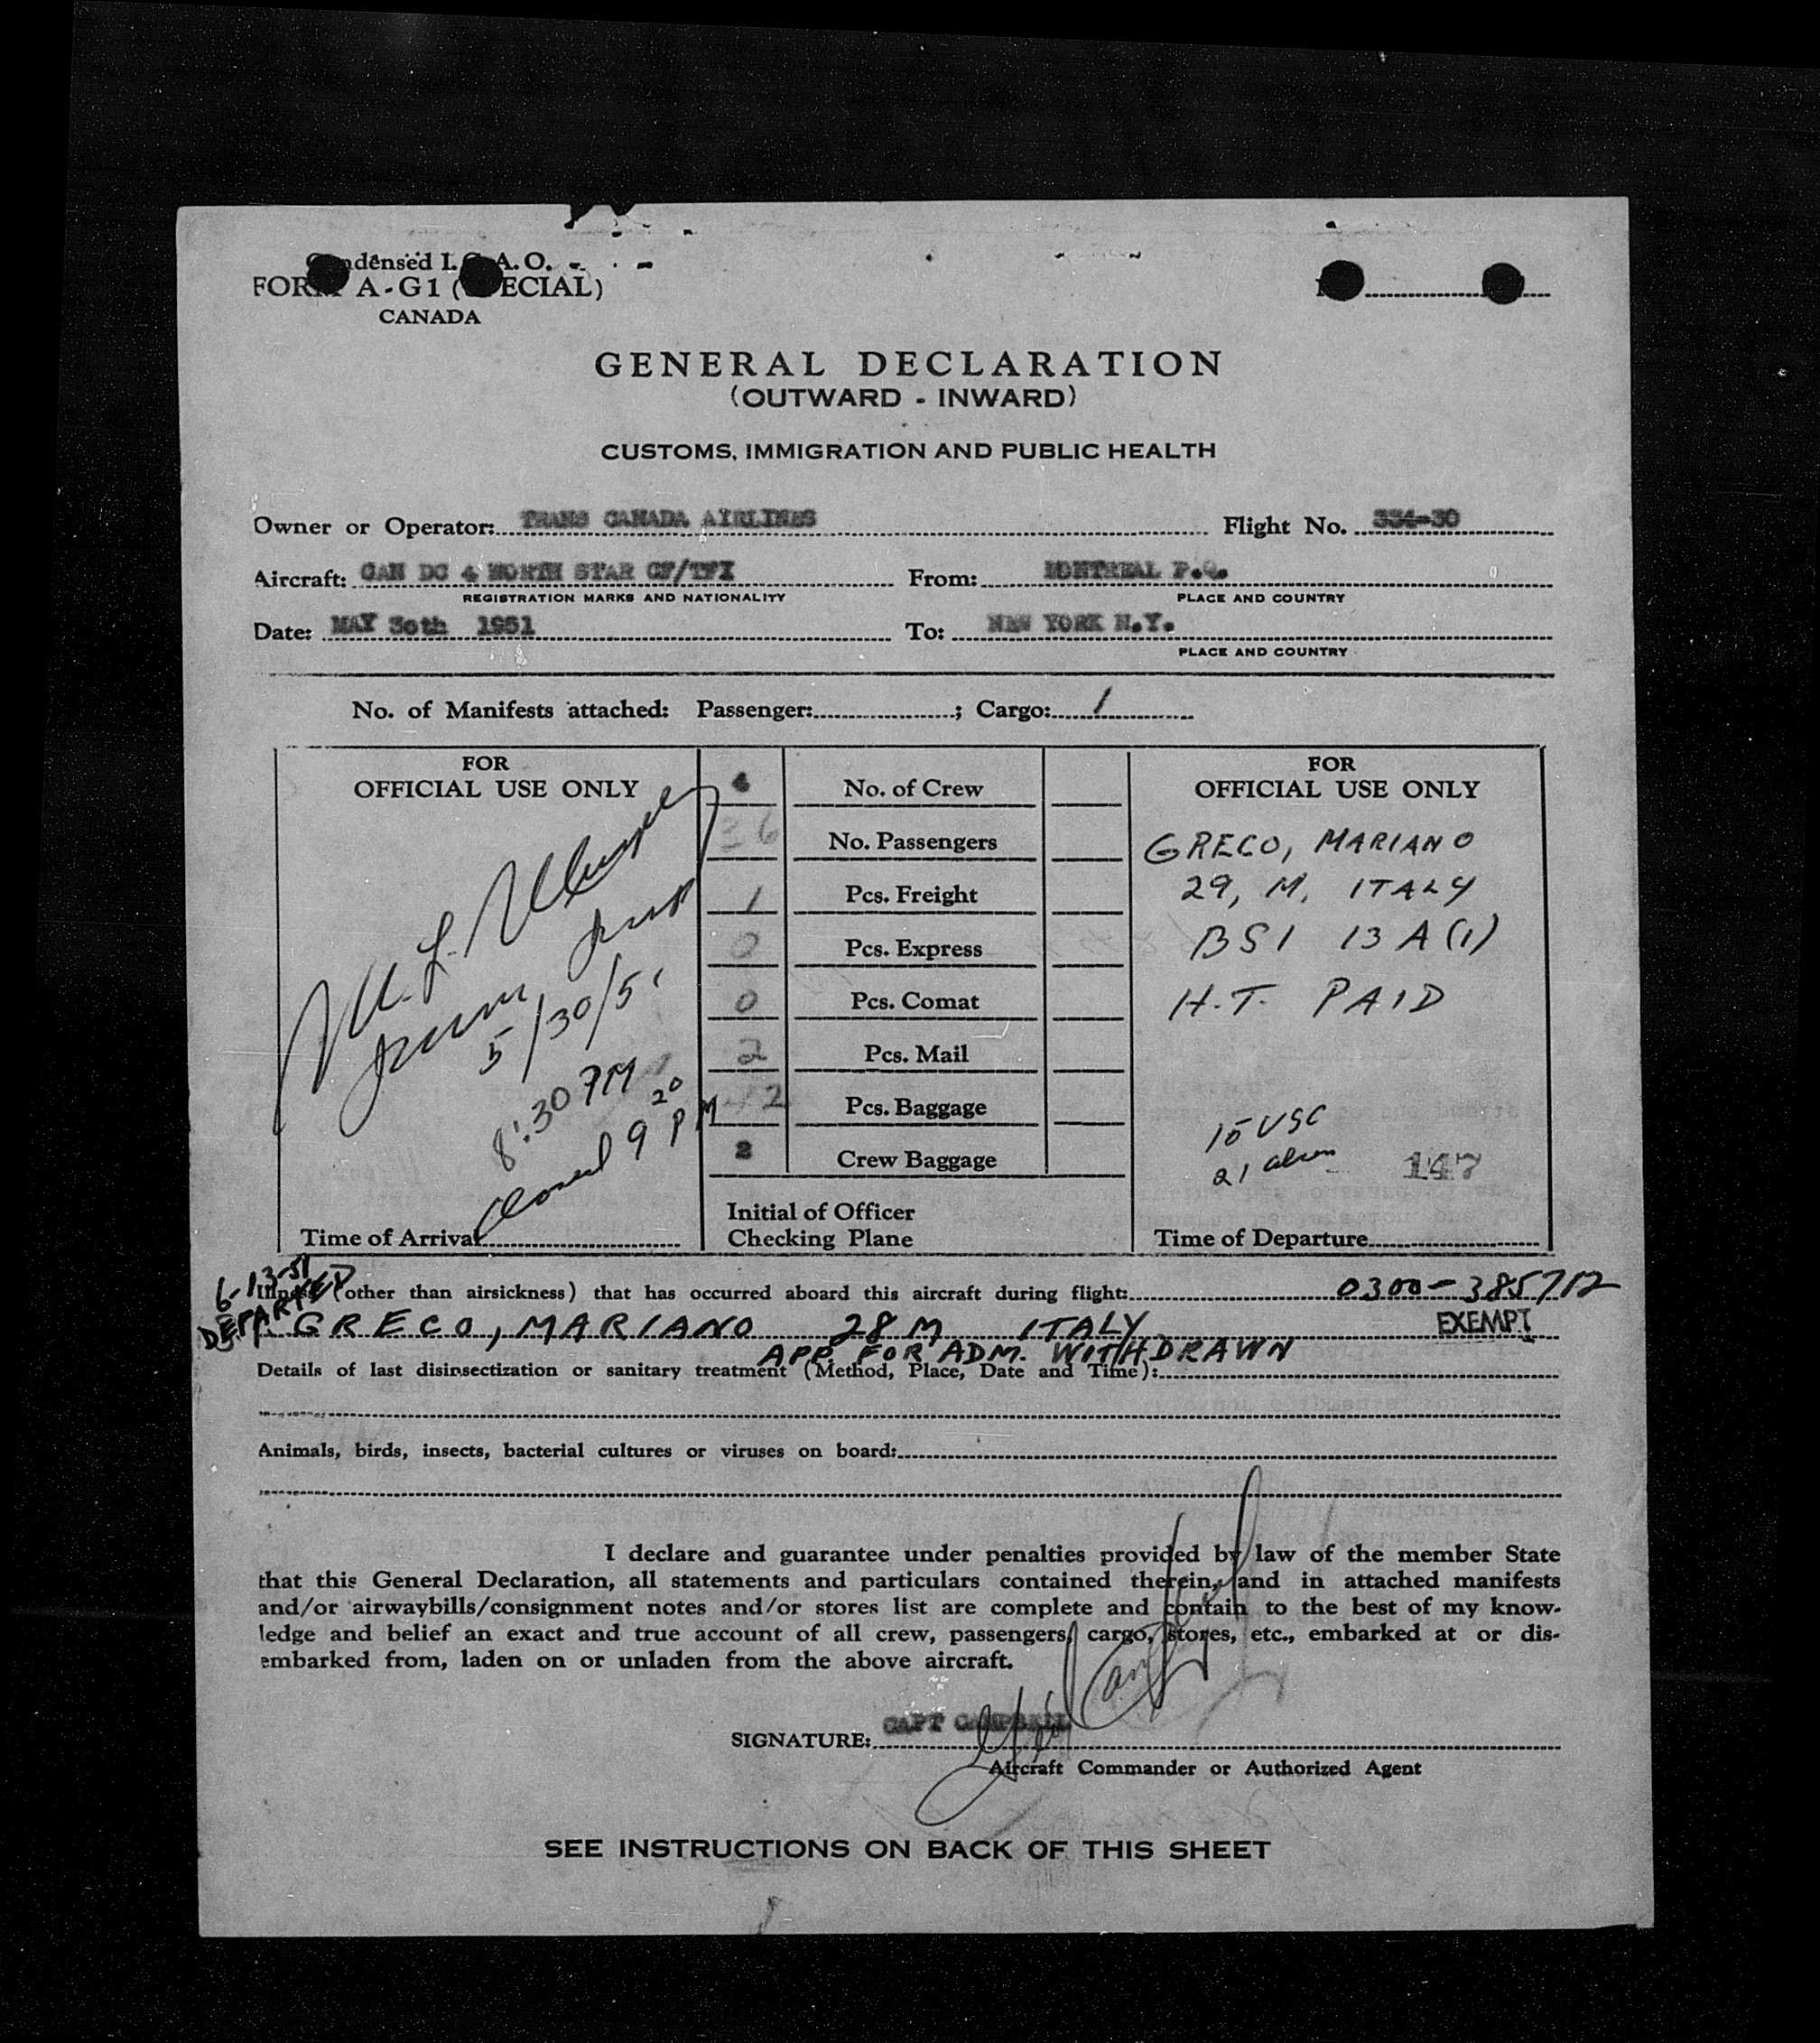 Condensed I.C.A.O.
FORM A-G1 (SPECIAL)
CANADA
GENERAL DECLARATION
(OUTWARD - INWARD)
CUSTOMS, IMMIGRATION AND PUBLIC HEALTH
Owner or Operator: TRANS CANADA AIRLINES Flight No. 334-30
Aircraft: CAN DC 4 NORTH STAR CF/TFX From: MONTREAL P.Q.
REGISTRATION MARKS AND NATIONALITY PLACE AND COUNTRY
Date: MAY 3oth 1951 To: NEW YORK N.Y.
PLACE AND COUNTRY
No. of Manifests attached: Passenger: ; Cargo: 1
FOR
OFFICIAL USE ONLY
5/30/51
8:30 PM
Closed 9 20 PM
Time of Arrival
4 No. of Crew
36 No. Passengers
1 Pcs. Freight
0 Pcs. Express
0 Pcs. Comat
2 Pcs. Mail
Pcs. Baggage
2 Crew Baggage
Initial of Officer
Checking Plane
FOR
OFFICIAL USE ONLY
GRECO, MARIANO
29, M, ITALY
BSI 13 A(1)
H.T. PAID
15 USC
21 alien 147
Time of Departure
6-13-51
DEPARTED
Illness (other than airsickness) that has occurred aboard this aircraft during flight: 0300-385712
GRECO, MARIANO 28 M ITALY EXEMPT
APP. FOR ADM. WITHDRAWN
Details of last disinsectization or sanitary treatment (Method, Place, Date and Time):
Animals, birds, insects, bacterial cultures or viruses on board:
I declare and guarantee under penalties provided by law of the member State
that this General Declaration, all statements and particulars contained therein, and in attached manifests
and/or airwaybills/consignment notes and/or stores list are complete and contain to the best of my know-
ledge and belief an exact and true account of all crew, passengers, cargo, stores, etc., embarked at or dis-
embarked from, laden on or unladen from the above aircraft.
SIGNATURE: CAPT CAMPBELL
Aircraft Commander or Authorized Agent
SEE INSTRUCTIONS ON BACK OF THIS SHEET